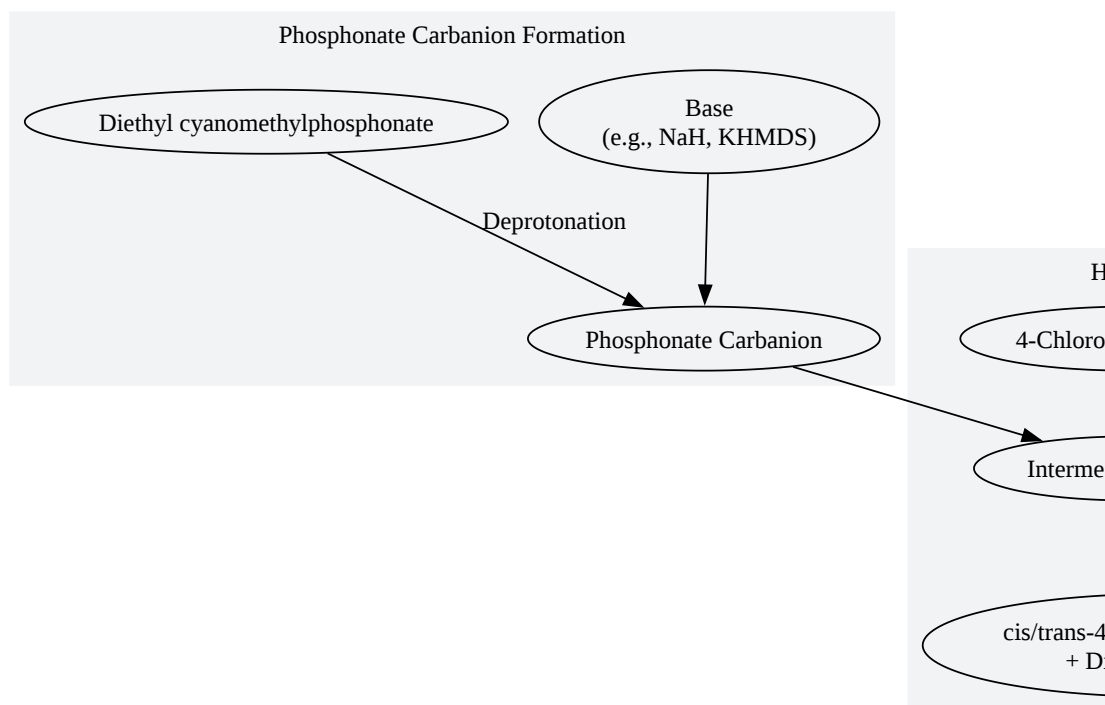 Phosphonate Carbanion Formation
Diethyl cyanomethylphosphonate
Base
(e.g., NaH, KHMDS)
Deprotonation
Phosphonate Carbanion
H
4-Chloro
Interme
cis/trans-4
+ D